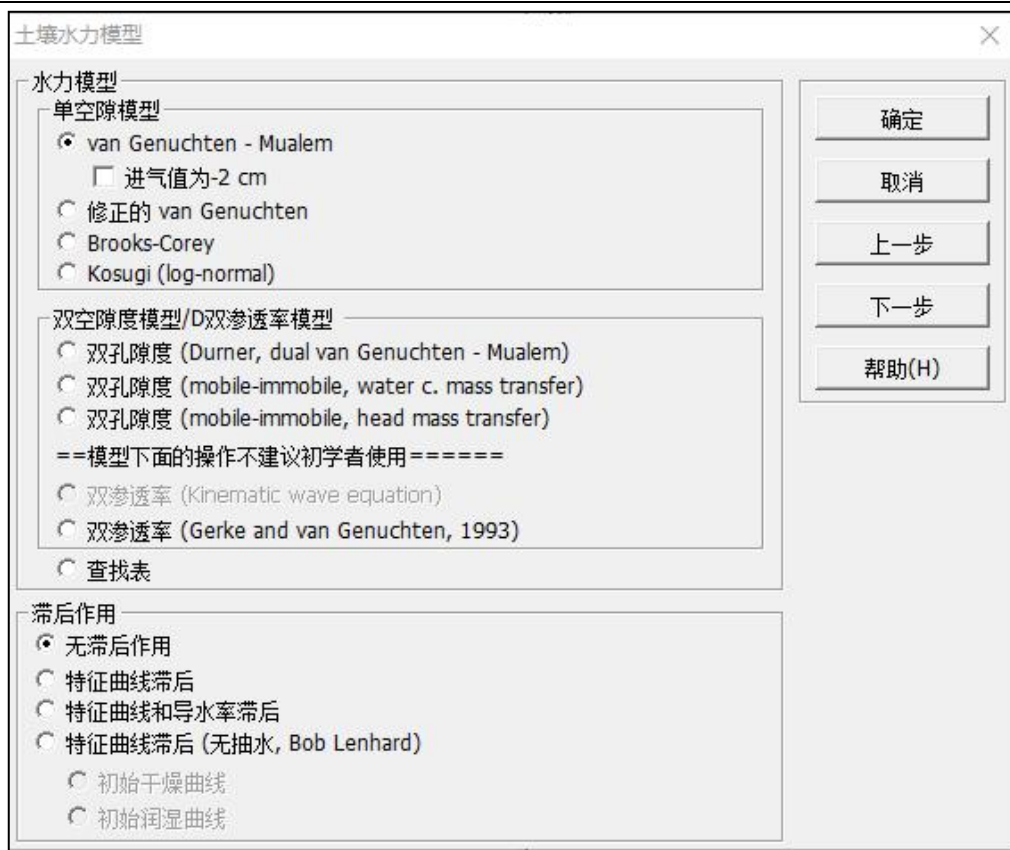 土壤水力模型
水力模型
单空隙模型
van Genuchten - Mualem
进气值为-2 cm
修正的 van Genuchten
Brooks-Corey
Kosugi (log-normal)
双空隙度模型/D双渗透率模型
双孔隙度 (Durner, dual van Genuchten - Mualem)
双孔隙度 (mobile-immobile, water c. mass transfer)
双孔隙度 (mobile-immobile, head mass transfer)
==模型下面的操作不建议初学者使用======
双渗透率 (Kinematic wave equation)
双渗透率 (Gerke and van Genuchten, 1993)
查找表
滞后作用
无滞后作用
特征曲线滞后
特征曲线和导水率滞后
特征曲线滞后 (无抽水, Bob Lenhard)
初始干燥曲线
初始润湿曲线
确定
取消
上一步
下一步
帮助(H)